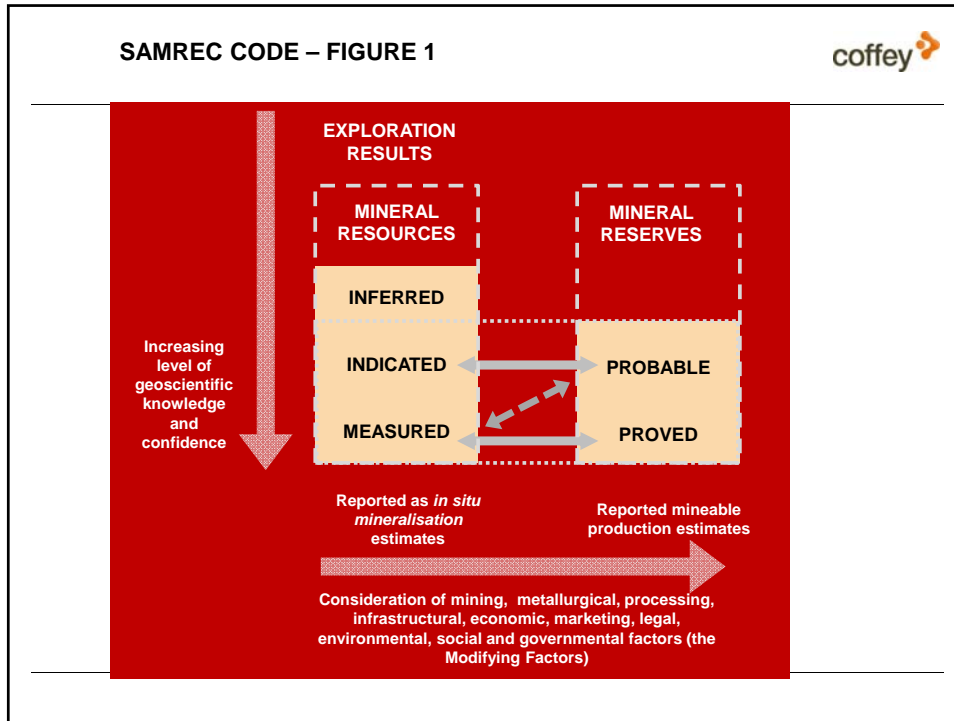 SAMREC CODE – FIGURE 1
coffey
EXPLORATION
RESULTS
MINERAL
RESOURCES
MINERAL
RESERVES
INFERRED
INDICATED
PROBABLE
MEASURED
PROVED
Increasing
level of
geoscientific
knowledge
and
confidence
Reported as in situ
mineralisation
estimates
Reported mineable
production estimates
Consideration of mining, metallurgical, processing,
infrastructural, economic, marketing, legal,
environmental, social and governmental factors (the
Modifying Factors)